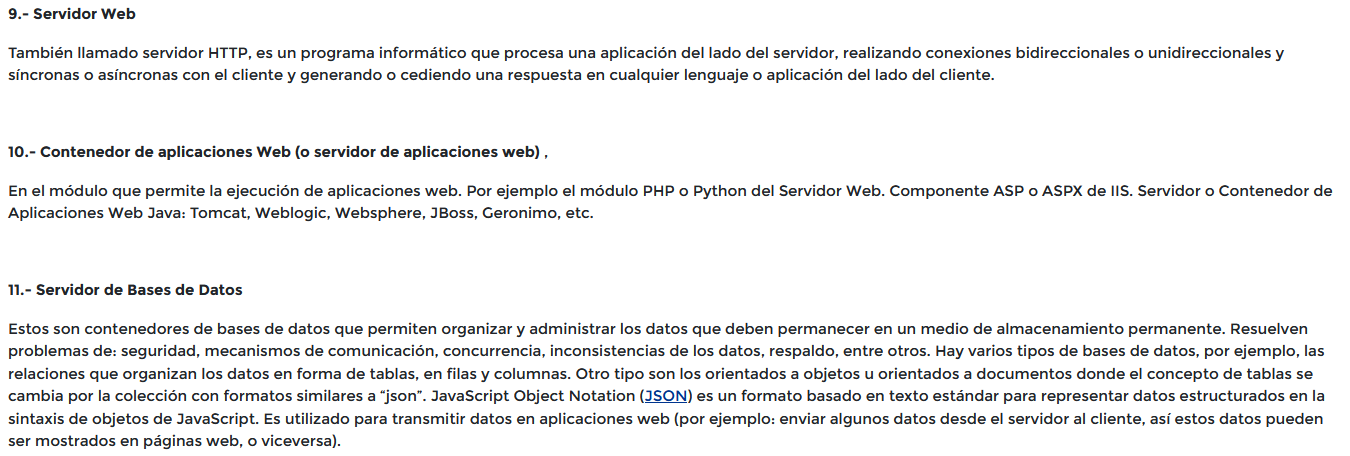 9.- Servidor Web
También llamado servidor HTTP, es un programa informático que procesa una aplicación del lado del servidor, realizando conexiones bidireccionales o unidireccionales y
síncronas o asíncronas con el cliente y generando o cediendo una respuesta en cualquier lenguaje o aplicación del lado del cliente.
10.- Contenedor de aplicaciones Web (o servidor de aplicaciones web) ,
En el módulo que permite la ejecución de aplicaciones web. Por ejemplo el módulo PHP o Python del Servidor Web. Componente ASP o ASPX de IIS. Servidor o Contenedor de
Aplicaciones Web Java: Tomcat, Weblogic, Websphere, JBoss, Geronimo, etc.
11.- Servidor de Bases de Datos
Estos son contenedores de bases de datos que permiten organizar y administrar los datos que deben permanecer en un medio de almacenamiento permanente. Resuelven
problemas de: seguridad, mecanismos de comunicación, concurrencia, inconsistencias de los datos, respaldo, entre otros. Hay varios tipos de bases de datos, por ejemplo, las
relaciones que organizan los datos en forma de tablas, en filas y columnas. Otro tipo son los orientados a objetos u orientados a documentos donde el concepto de tablas se
cambia por la colección con formatos similares a “json”. JavaScript Object Notation (JSON) es un formato basado en texto estándar para representar datos estructurados en la
sintaxis de objetos de JavaScript. Es utilizado para transmitir datos en aplicaciones web (por ejemplo: enviar algunos datos desde el servidor al cliente, así estos datos pueden
ser mostrados en páginas web, o viceversa).